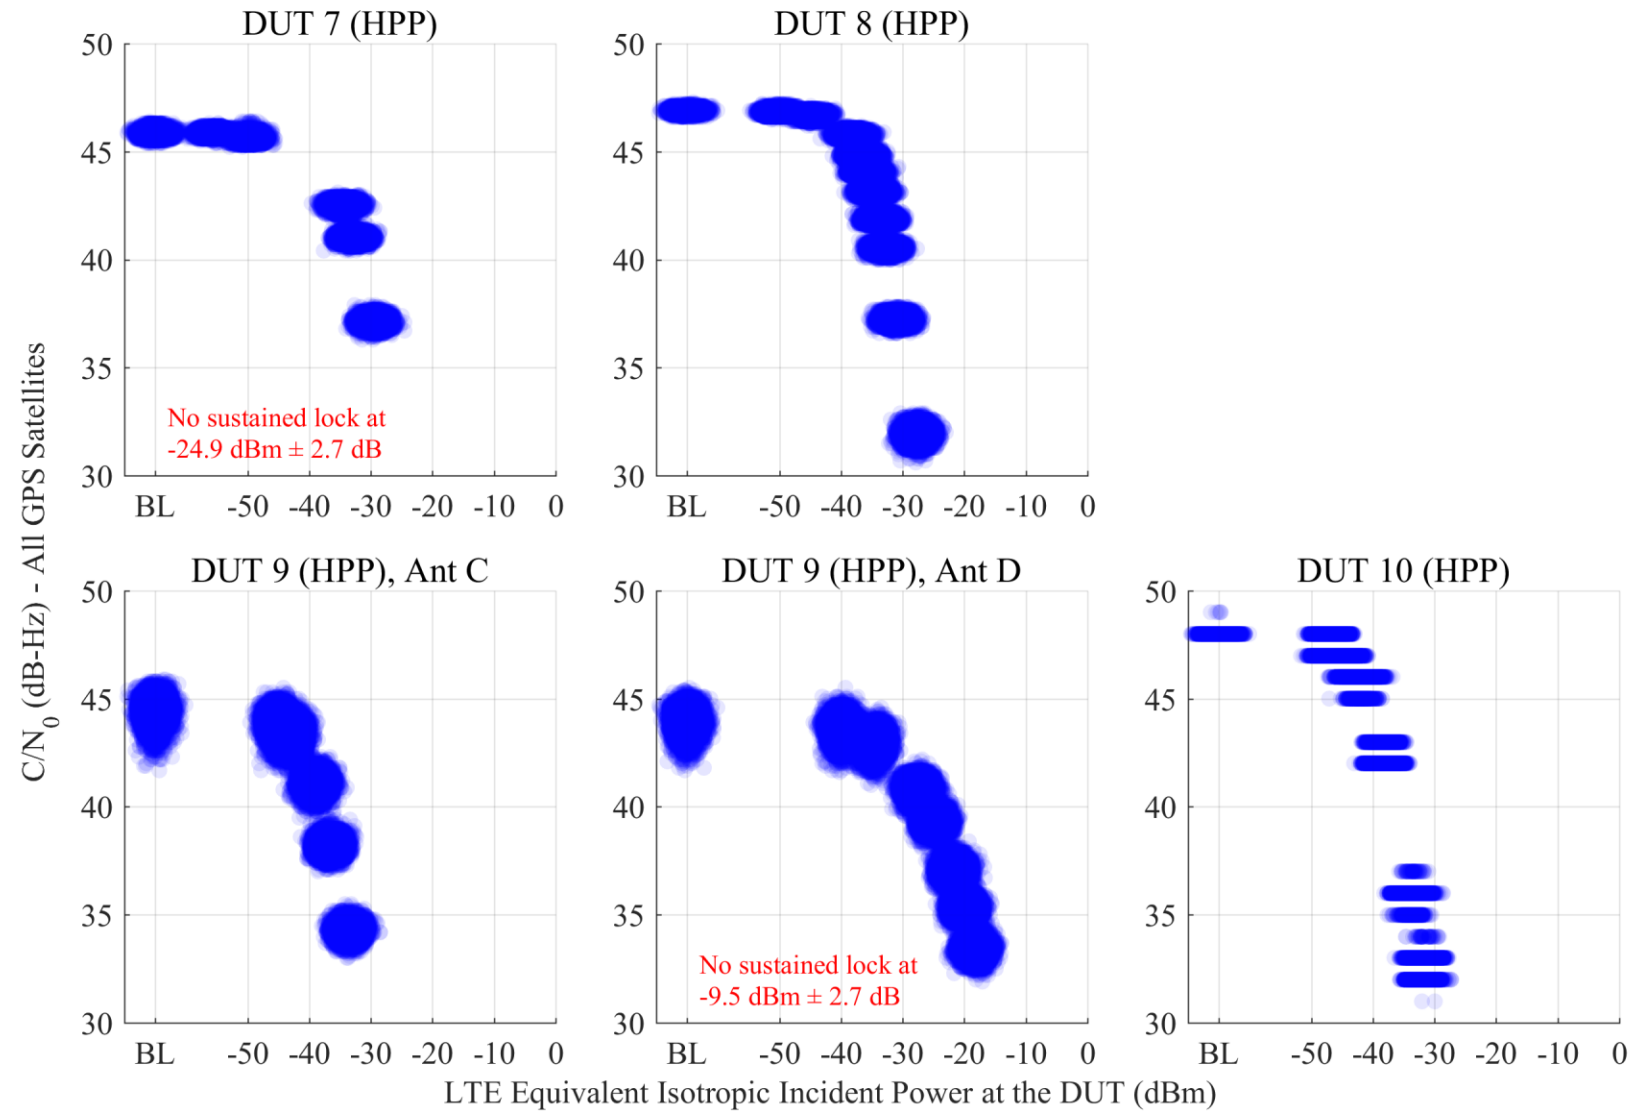 DUT 7 (HPP)
DUT 8 (HPP)
50
45
40
35
30
No sustained lock at
-24.9 dBm ± 2.7 dB
BL -50 -40 -30 -20 -10 0
50
45
40
35
30
BL -50 -40 -30 -20 -10 0
C/N0 (dB-Hz) - All GPS Satellites
DUT 9 (HPP), Ant C
DUT 9 (HPP), Ant D
DUT 10 (HPP)
50
45
40
35
30
BL -50 -40 -30 -20 -10 0
50
45
40
35
30
No sustained lock at
-9.5 dBm ± 2.7 dB
BL -50 -40 -30 -20 -10 0
50
45
40
35
30
BL -50 -40 -30 -20 -10 0
LTE Equivalent Isotropic Incident Power at the DUT (dBm)